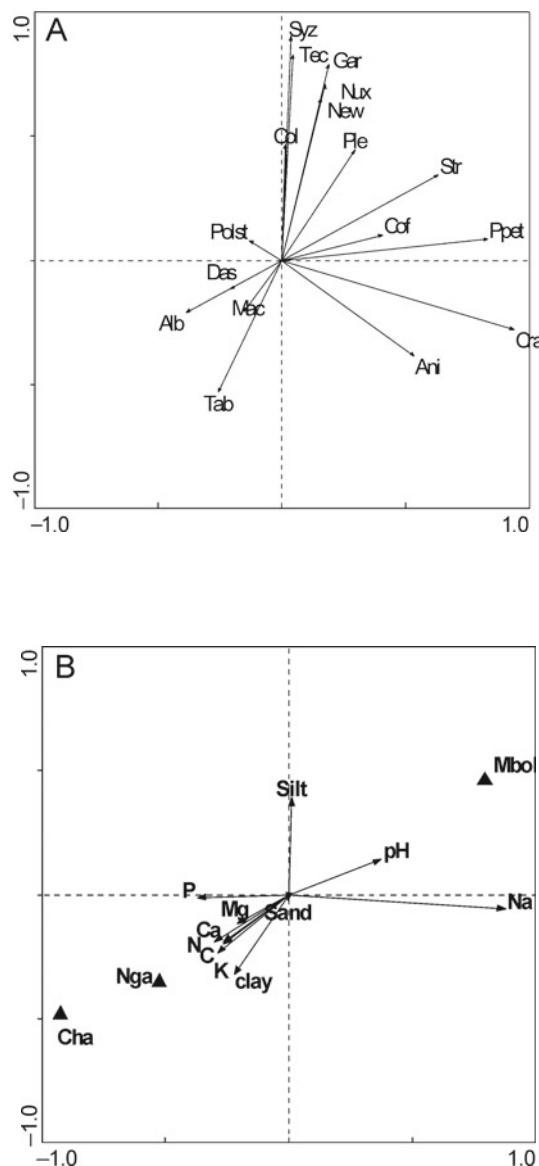 A
1.0
Syz
Tec
Gar
Nux
New
Col
Ple
Str
Cof
Ppet
Polst
Das
Mac
Alb
Cra
Ani
Tab
−1.0
−1.0
1.0
B
1.0
Mbol
Silt
pH
P
Na
Mg
Sand
Ca
N
C
K
clay
Nga
Cha
−1.0
−1.0
1.0